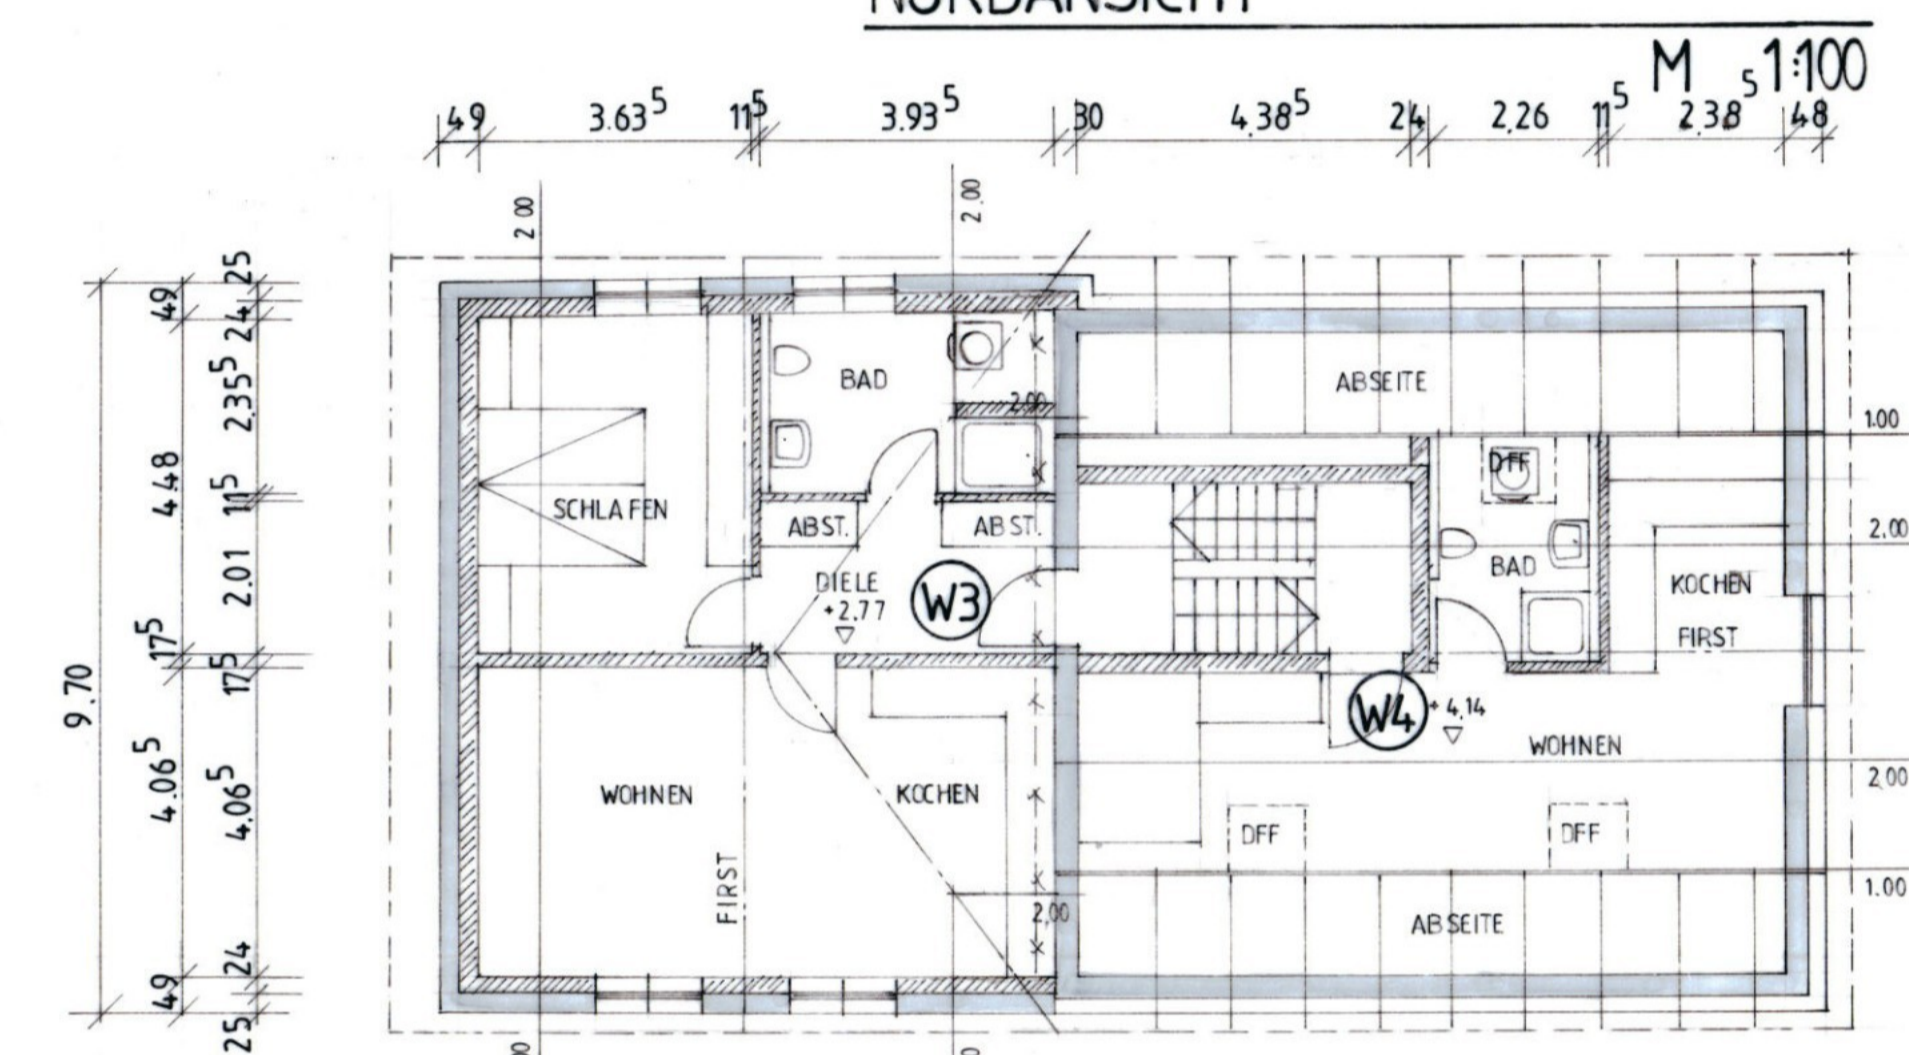 NORDANSICHT
M 1:100
49 3.63⁵ 11⁵ 3.93⁵ 30 4.38⁵ 24 2,26 11⁵ 2,38⁵ 48
2 00
2,00
25
49
24
2.35⁵
4.48
11⁵
2.01
17⁵
17⁵
9.70
4.06⁵
4.06⁵
24
49
25
BAD
2,00
ABSEITE
1.00
DFF
SCHLAFEN
ABST.
ABST.
2,00
BAD
KOCHEN
DIELE
+2.77
W3
FIRST
W4
+4,14
WOHNEN
WOHNEN
KOCHEN
2,00
DFF
DFF
FIRST
2,00
ABSEITE
1.00